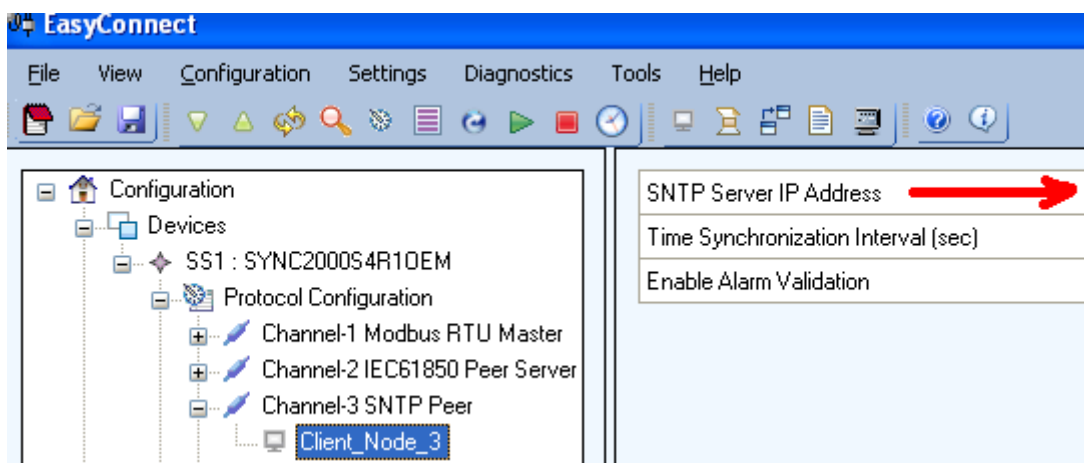 EasyConnect
File View Configuration Settings Diagnostics Tools Help
Configuration
Devices
SS1 : SYNC2000S4R1OEM
Protocol Configuration
Channel-1 Modbus RTU Master
Channel-2 IEC61850 Peer Server
Channel-3 SNTP Peer
Client_Node_3
SNTP Server IP Address
Time Synchronization Interval (sec)
Enable Alarm Validation